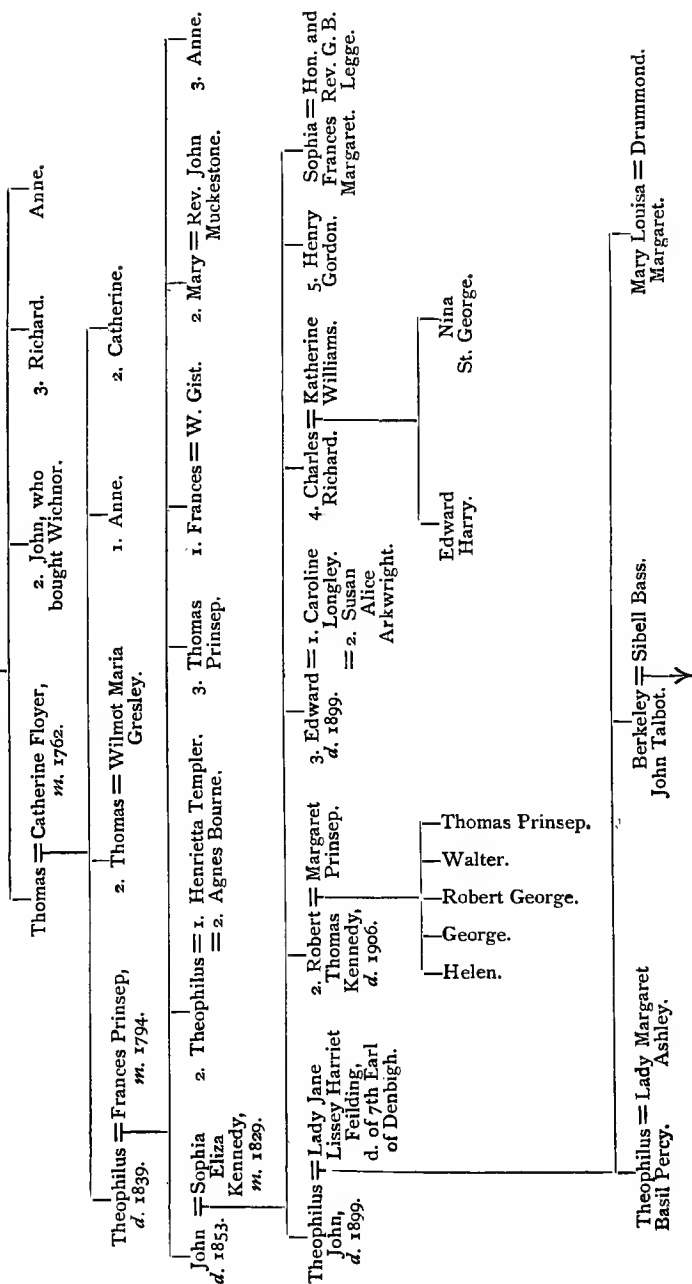 Thomas = Catherine Floyer,
m. 1762.
2. John, who
bought Wichnor.
3. Richard.
Anne.
Theophilus = Frances Prinsep,
d. 1839.
m. 1794.
2. Thomas = Wilmot Maria
Gresley.
1. Anne.
2. Catherine.
John = Sophia
d. 1853.
Eliza
Kennedy,
m. 1829.
2. Theophilus = 1. Henrietta Templer.
= 2. Agnes Bourne.
3. Thomas
Prinsep.
1. Frances = W. Gist.
2. Mary = Rev. John
Muckestone.
3. Anne.
Theophilus = Lady Jane
John,
d. 1899.
Lissey Harriet
Feilding,
d. of 7th Earl
of Denbigh.
2. Robert = Margaret
Thomas
Kennedy,
d. 1906.
Prinsep.
3. Edward = 1. Caroline
d. 1899.
Longley.
= 2. Susan
Alice
Arkwright.
4. Charles = Katherine
Richard.
Williams.
5. Henry
Gordon.
Sophia = Hon. and
Frances
Rev. G. B.
Margaret.
Legge.
Helen.
George.
Robert George.
Walter.
Thomas Prinsep.
Edward
Harry.
Nina
St. George.
Theophilus = Lady Margaret
Basil Percy.
Ashley.
Berkeley = Sibell Bass.
John Talbot.
Mary Louisa = Drummond.
Margaret.